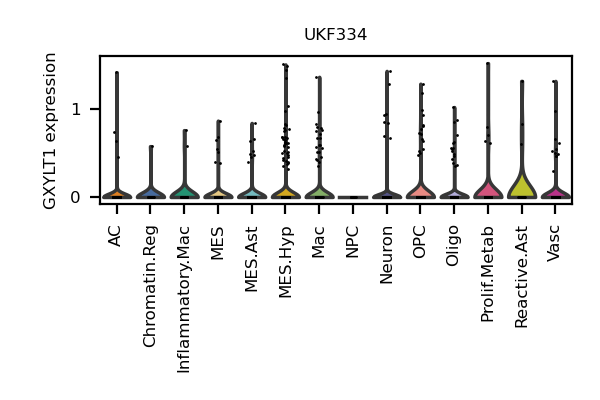 UKF334
GXYLT1 expression
1
0
AC
Chromatin.Reg
Inflammatory.Mac
MES
MES.Ast
MES.Hyp
Mac
NPC
Neuron
OPC
Oligo
Prolif.Metab
Reactive.Ast
Vasc